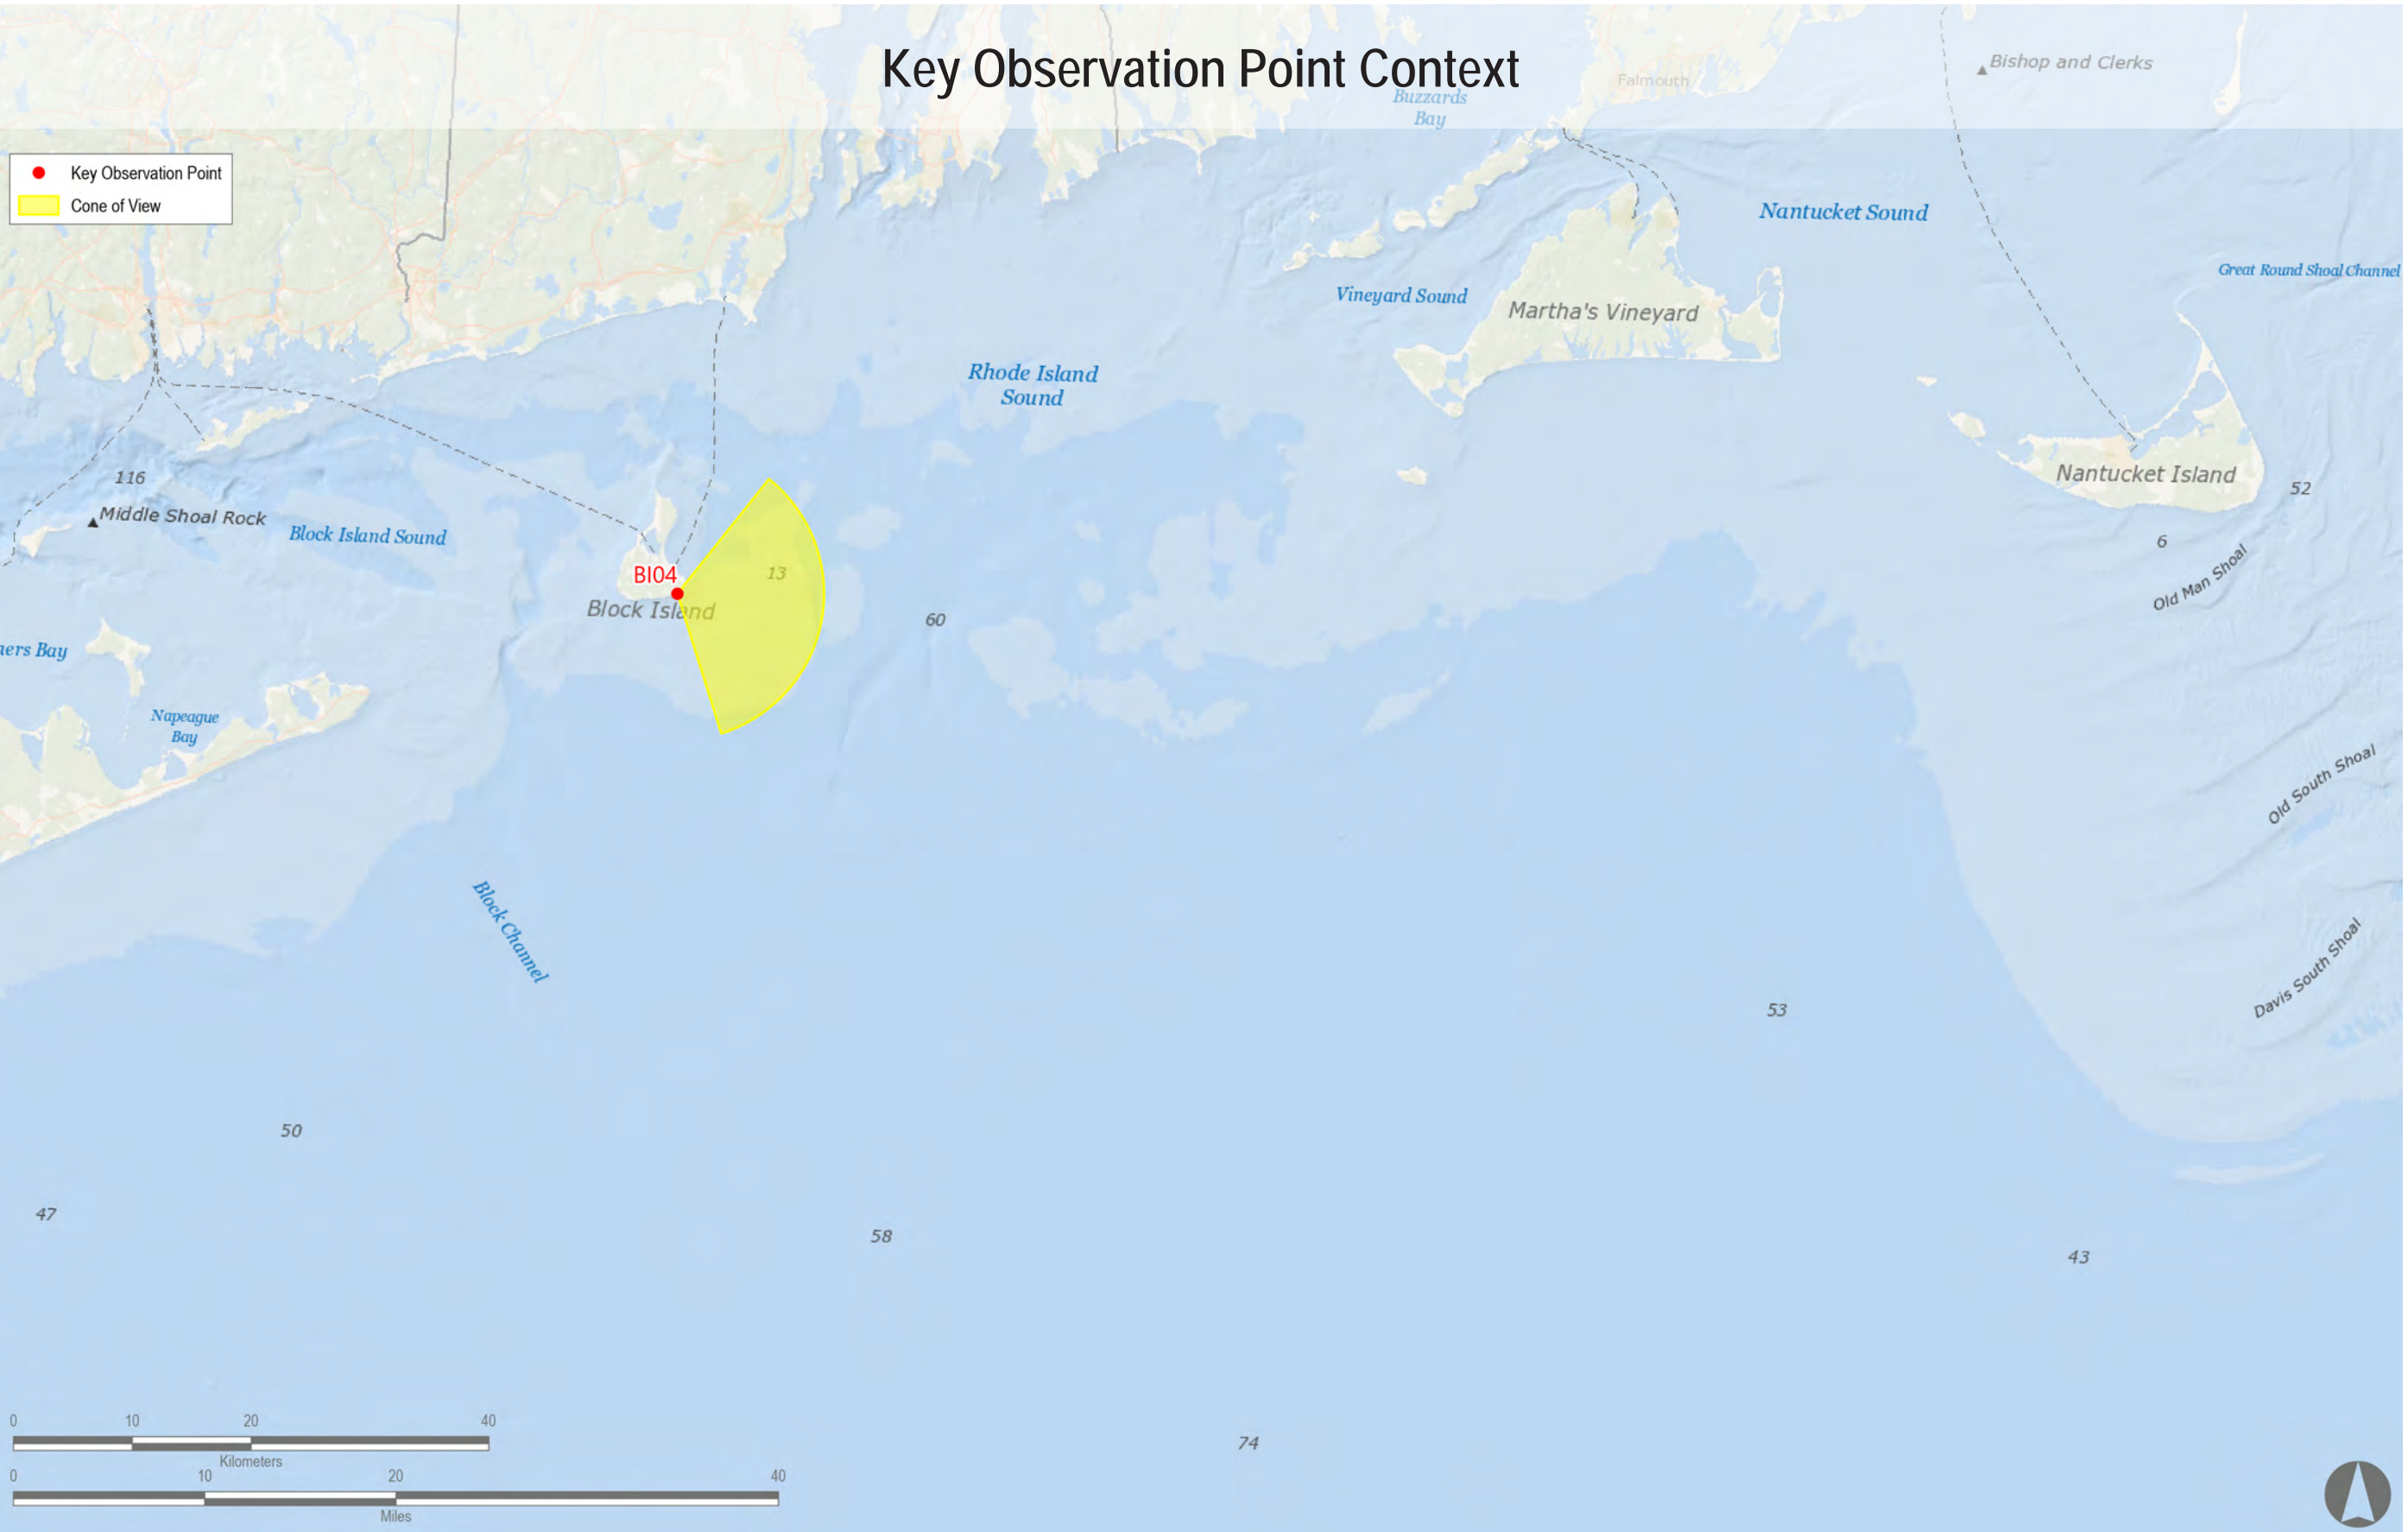 Key Observation Point Context
Bishop and Clerks
Falmouth
Buzzards
Bay
Key Observation Point
Cone of View
Nantucket Sound
Great Round Shoal Channel
Vineyard Sound
Martha's Vineyard
Rhode Island
Sound
116
Middle Shoal Rock
Block Island Sound
Nantucket Island
52
6
Old Man Shoal
BI04
13
Block Island
60
ners Bay
Napeague
Bay
Old South Shoal
Block Channel
Davis South Shoal
53
50
47
58
43
74
0 10 20 40
Kilometers
0 10 20 40
Miles